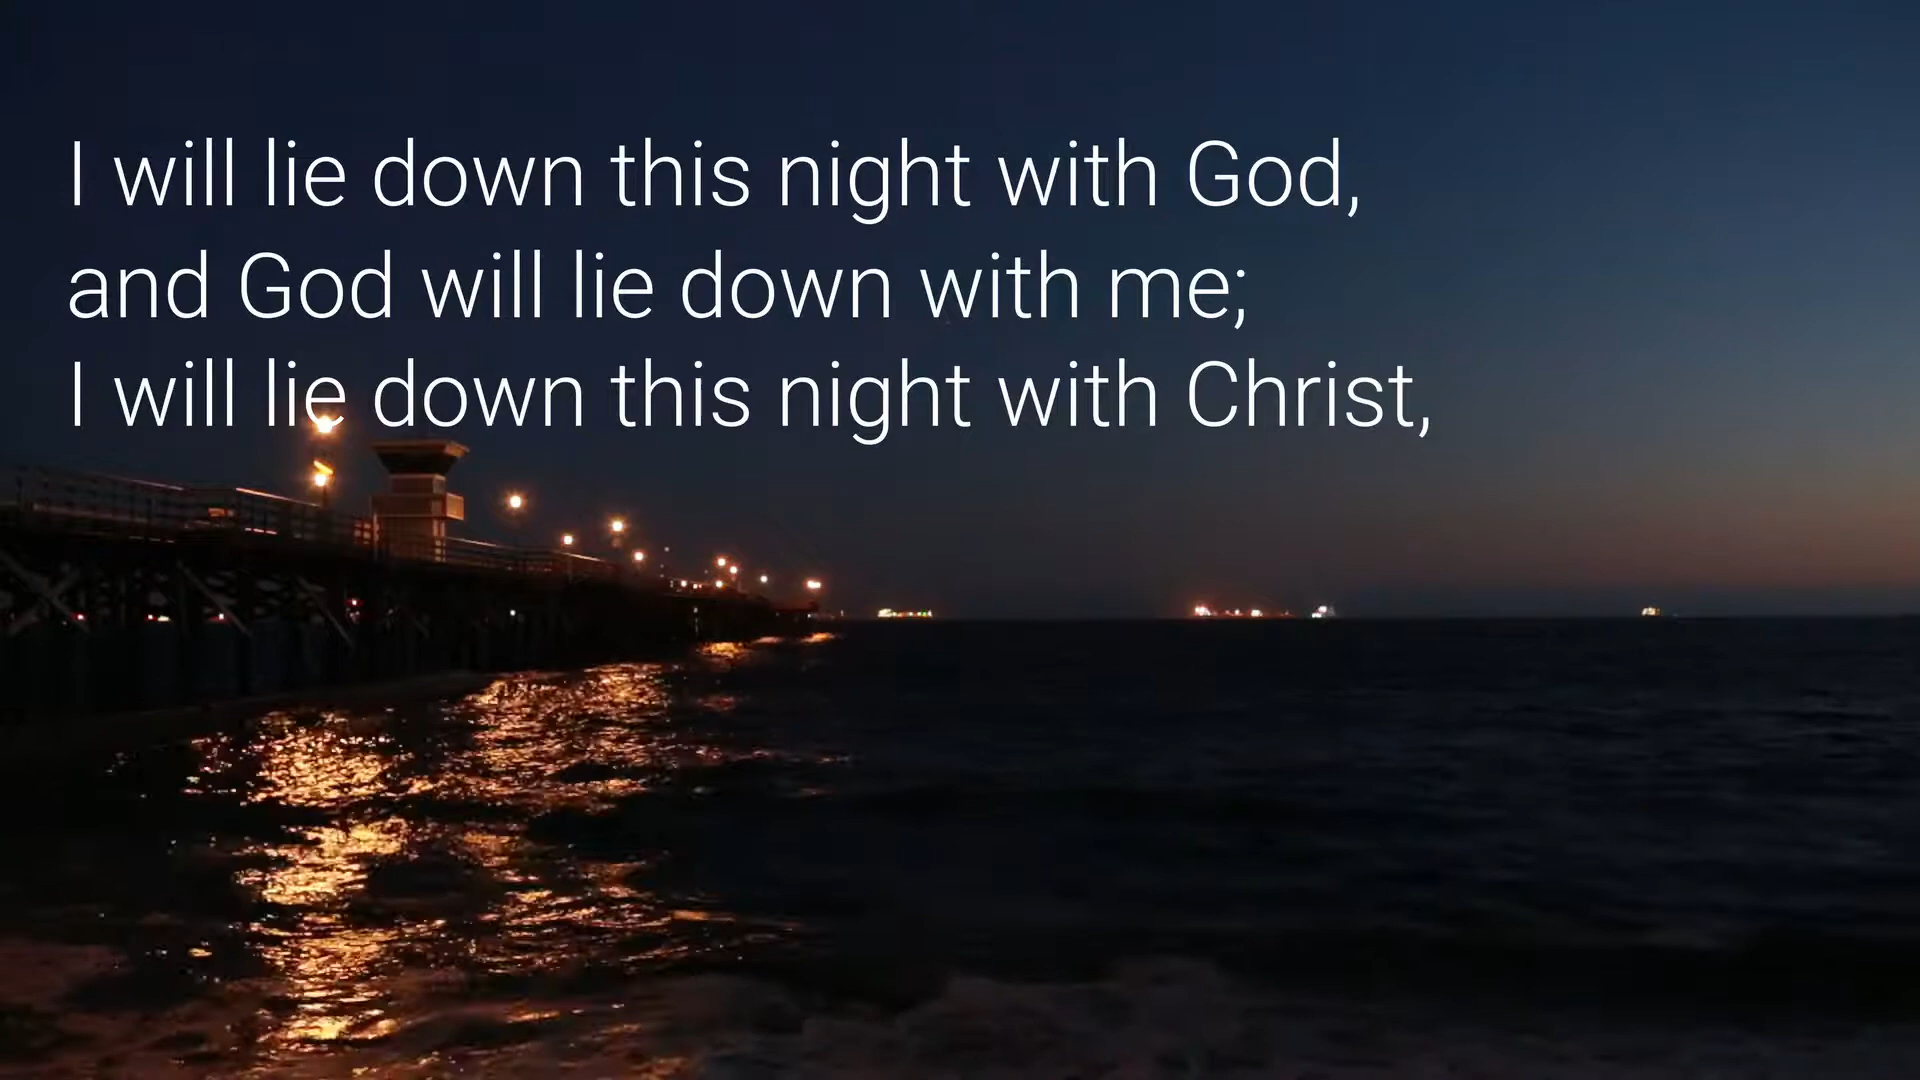 I will lie down this night with God,
and God will lie down with me;
I will lie down this night with Christ,